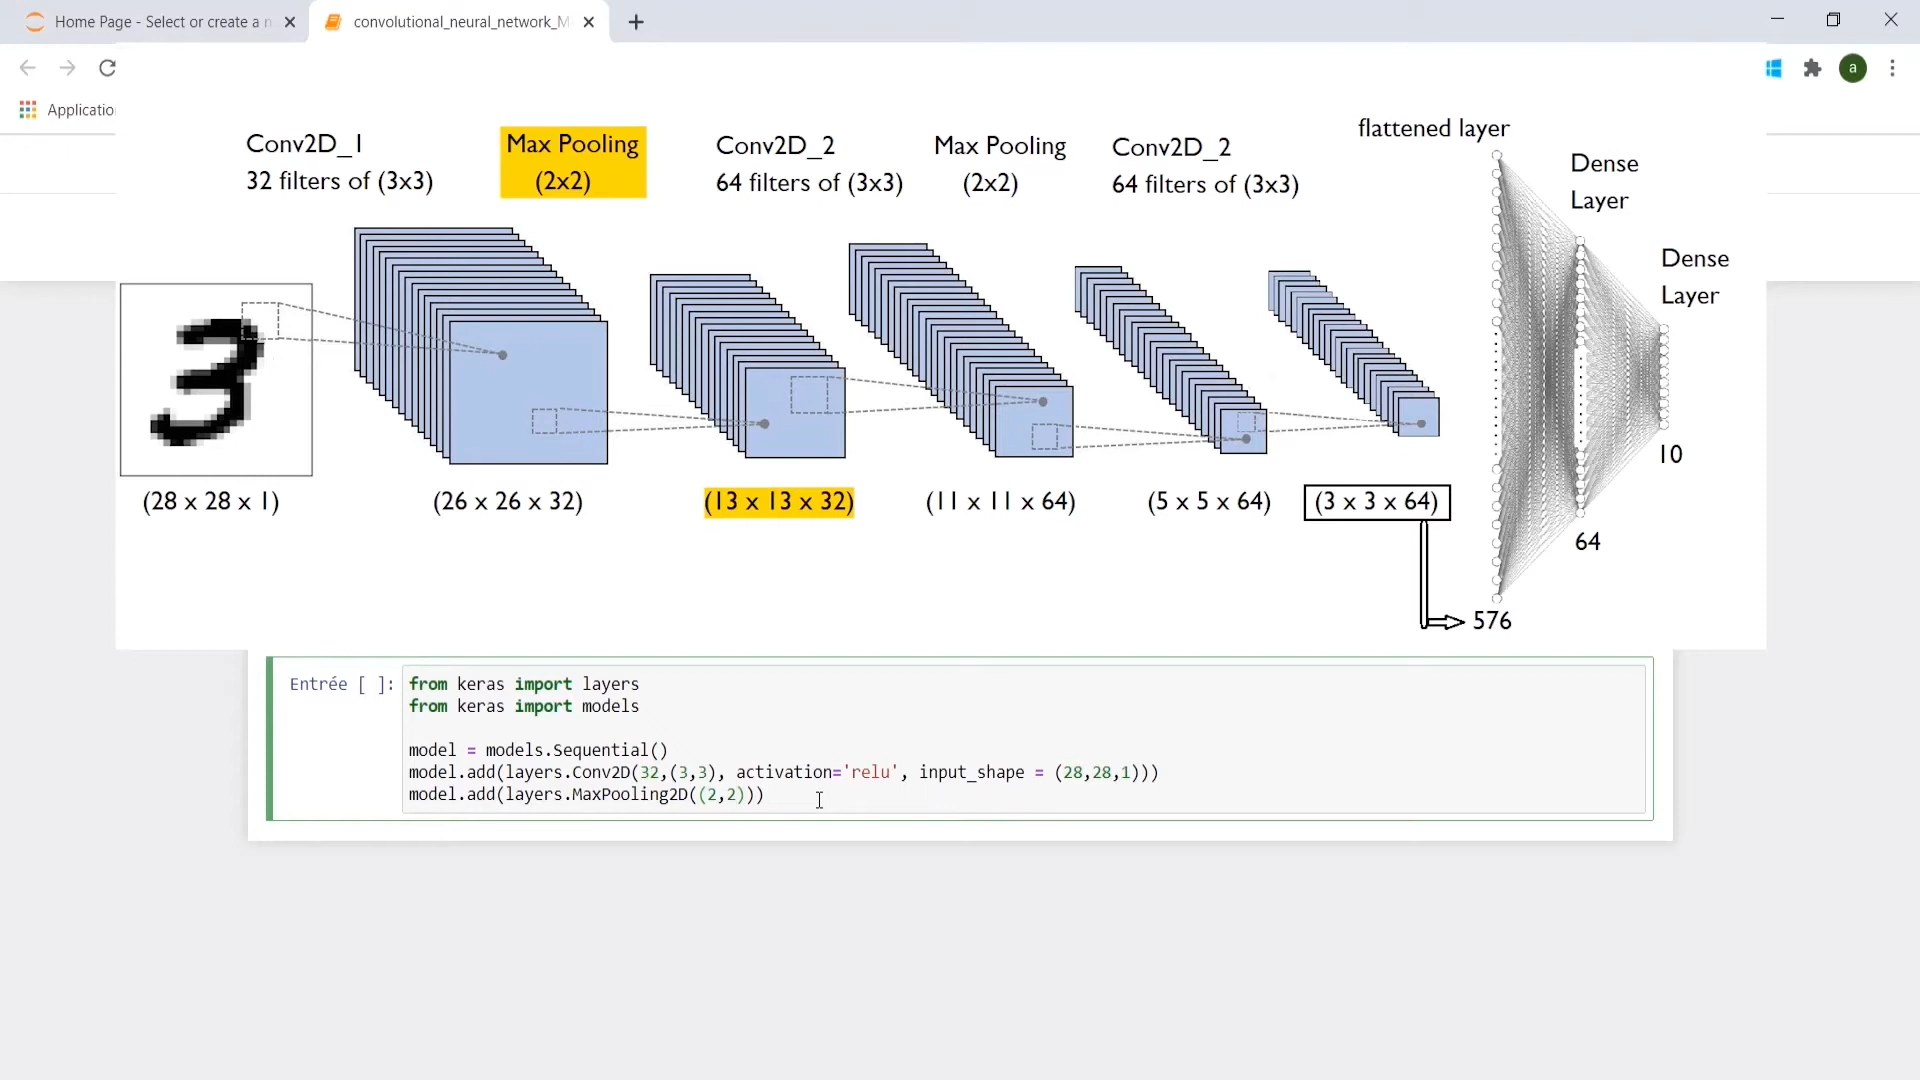 Home Page - Select or create a n
convolutional_neural_network_M
a
Applicatio
Conv2D_1
32 filters of (3x3)
Max Pooling
(2x2)
Conv2D_2
64 filters of (3x3)
Max Pooling
(2x2)
Conv2D_2
64 filters of (3x3)
flattened layer
Dense
Layer
Dense
Layer
(28 x 28 x 1)
(26 x 26 x 32)
(13 x 13 x 32)
(11 x 11 x 64)
(5 x 5 x 64)
(3 x 3 x 64)
10
64
576
Entrée [ ]:
from keras import layers
from keras import models
model = models.Sequential()
model.add(layers.Conv2D(32,(3,3), activation='relu', input_shape = (28,28,1)))
model.add(layers.MaxPooling2D((2,2)))